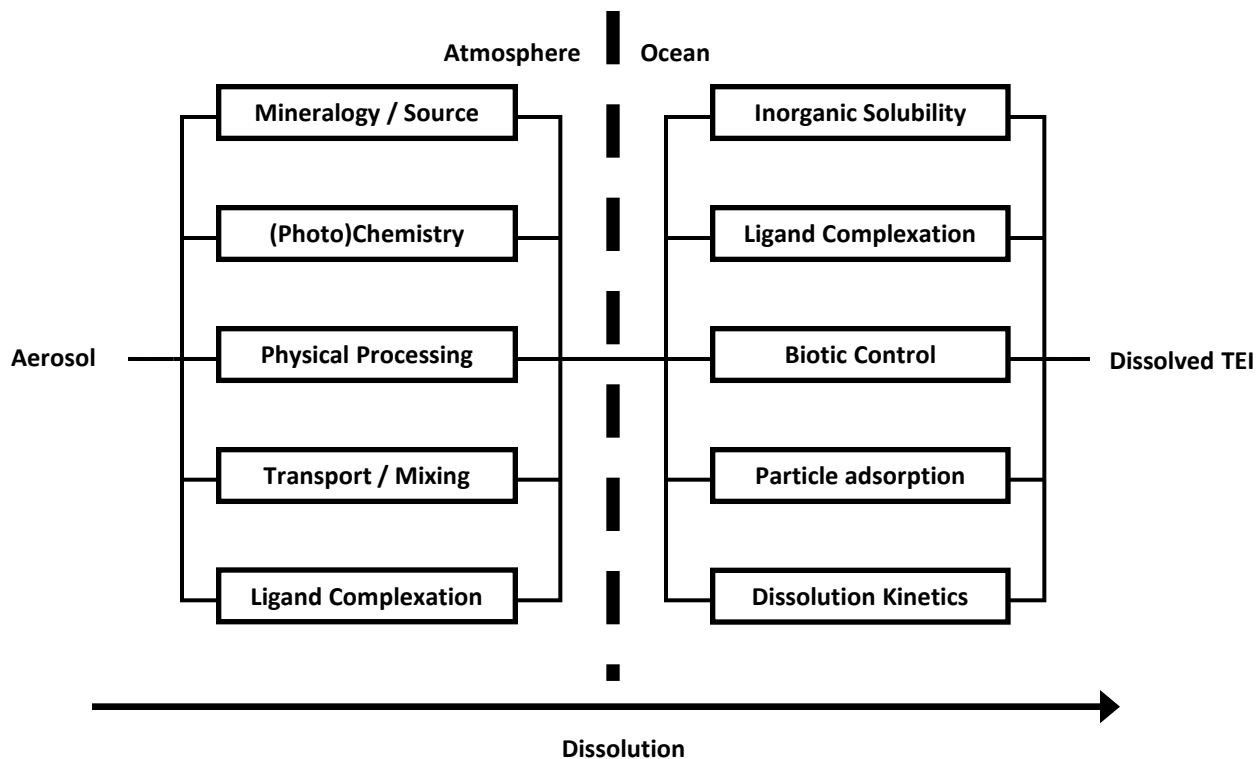 Atmosphere
Ocean
Mineralogy / Source
Inorganic Solubility
(Photo)Chemistry
Ligand Complexation
Aerosol
Physical Processing
Biotic Control
Dissolved TEI
Transport / Mixing
Particle adsorption
Ligand Complexation
Dissolution Kinetics
Dissolution